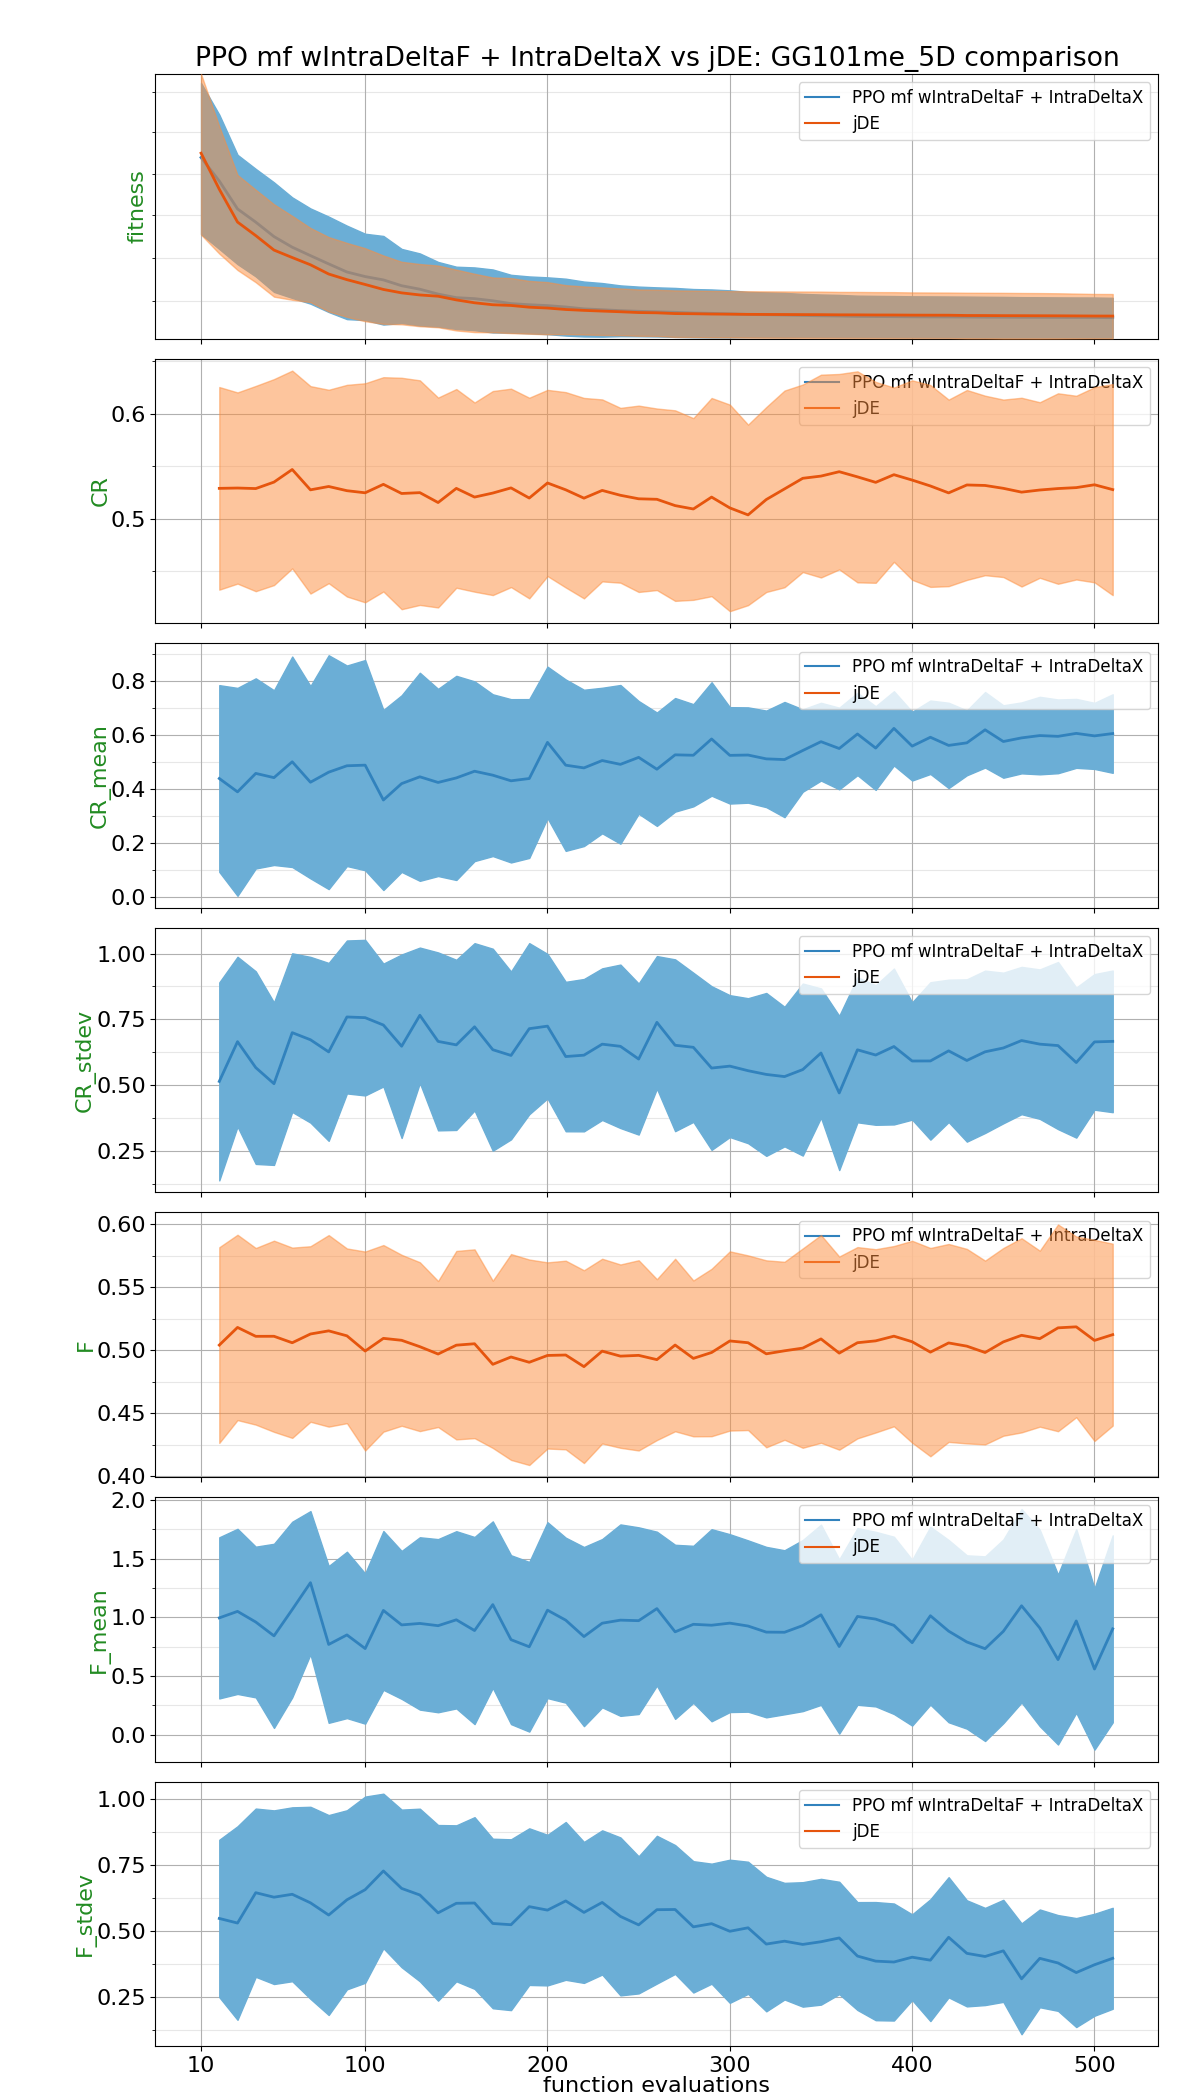 PPO mf wIntraDeltaF + IntraDeltaX vs jDE: GG101me_5D comparison
fitness
PPO mf wIntraDeltaF + IntraDeltaX
jDE
CR
0.6
0.5
PPO mf wIntraDeltaF + IntraDeltaX
jDE
CR_mean
0.8
0.6
0.4
0.2
0.0
PPO mf wIntraDeltaF + IntraDeltaX
jDE
CR_stdev
1.00
0.75
0.50
0.25
PPO mf wIntraDeltaF + IntraDeltaX
jDE
F
0.60
0.55
0.50
0.45
0.40
PPO mf wIntraDeltaF + IntraDeltaX
jDE
F_mean
2.0
1.5
1.0
0.5
0.0
PPO mf wIntraDeltaF + IntraDeltaX
jDE
F_stdev
1.00
0.75
0.50
0.25
PPO mf wIntraDeltaF + IntraDeltaX
jDE
10 100 200 300 400 500
function evaluations